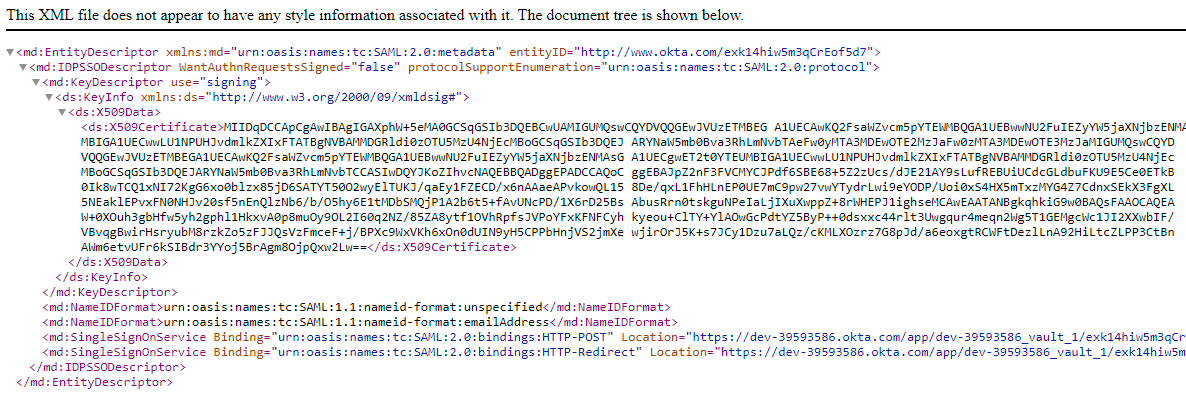 This XML file does not appear to have any style information associated with it. The document tree is shown below.
<md:EntityDescriptor xmlns:md="urn:oasis:names:tc:SAML:2.0:metadata" entityID="http://www.okta.com/exk14hiw5m3qCrEof5d7">
<md:IDPSSODescriptor WantAuthnRequestsSigned="false" protocolSupportEnumeration="urn:oasis:names:tc:SAML:2.0:protocol">
<md:KeyDescriptor use="signing">
<ds:KeyInfo xmlns:ds="http://www.w3.org/2000/09/xmldsig#">
<ds:X509Data>
<ds:X509Certificate>MIIDqDCCApCgAwIBAgIGAXphW+5eMA0GCSqGSIb3DQEBCwUAMIGUMQswCQYDVQQGEwJVUzETMBEG A1UECAwKQ2FsaWZvcm5pYTEWMBQGA1UEBwwNU2FuIEZyYW5jaXNjbzENMA
MBIGA1UECwwLU1NPUHJvdmlkZXIxFTATBgNVBAMMDGRldi0zOTU5MzU4NjEcMBoGCSqGSIb3DQEJ ARYNaW5mb0Bva3RhLmNvbTAeFw0yMTA3MDEwOTE2MzJaFw0zMTA3MDEwOTE3MzJaMIGUMQswCQYD
VQQGEwJVUzETMBEGA1UECAwKQ2FsaWZvcm5pYTEWMBQGA1UEBwwNU2FuIEZyYW5jaXNjbzENMAsG A1UECgwET2t0YTEUMBIGA1UECwwLU1NPUHJvdmlkZXIxFTATBgNVBAMMDGRldi0zOTU5MzU4NjEc
MBoGCSqGSIb3DQEJARYNaW5mb0Bva3RhLmNvbTCCASIwDQYJKoZIhvcNAQEBBQADggEPADCCAQoC ggEBAJpZ2nF3FVCMYCJPdf6SBE68+5Z2zUcs/dJE21AY9sLufREBUiUCdcGLdbuFKU9E5Ce0ETkB
0Ik8wTCQ1xNI72KgG6xo0blzx85jD6SATYT50O2wyElTUKJ/qaEy1FZECD/x6nAAaeAPvkowQL15 8De/qxL1FhHLnEP0UE7mC9pw27vwYTydrLwi9eYODP/Uoi0xS4HX5mTxzMYG4Z7CdnxSEkX3FgXL
5NEaklEPvxFN0NHJv20sf5nEnQlzNb6/b/O5hy6E1tMDbSMQjP1A2b6t5+fAvUNcPD/1X6rD25Bs AbusRrn0tskguNPeIaLjIXuXwppZ+8rWHEPJ1ighseMCAwEAATANBgkqhkiG9w0BAQsFAAOCAQEA
W+0XOuh3gbHfw5yh2gphl1HkxvA0p8muOy9OL2I60q2NZ/85ZA8ytf1OVhRpfsJVPoYFxKFNFCyh kyeou+ClTY+YlAOwGcPdtYZ5ByP++0dsxxc44rlt3Uwgqur4meqn2Wg5T1GEMgcWc1JI2XXwbIF/
VBvqgBwirHsryubM8rzkZo5zFJJQsVzFmceF+j/BPXc9WxVKh6xOn0dUIN9yH5CPPbHnjVS2jmXe wjirOrJ5K+s7JCy1Dzu7aLQz/cKMLXOzrz7G8pJd/a6eoxgtRCWFtDezlLnA92HiLtcZLPP3CtBn
AWm6etvUFr6kSIBdr3YYoj5BrAgm8OjpQxw2Lw==</ds:X509Certificate>
</ds:X509Data>
</ds:KeyInfo>
</md:KeyDescriptor>
<md:NameIDFormat>urn:oasis:names:tc:SAML:1.1:nameid-format:unspecified</md:NameIDFormat>
<md:NameIDFormat>urn:oasis:names:tc:SAML:1.1:nameid-format:emailAddress</md:NameIDFormat>
<md:SingleSignOnService Binding="urn:oasis:names:tc:SAML:2.0:bindings:HTTP-POST" Location="https://dev-39593586.okta.com/app/dev-39593586_vault_1/exk14hiw5m3qCr
<md:SingleSignOnService Binding="urn:oasis:names:tc:SAML:2.0:bindings:HTTP-Redirect" Location="https://dev-39593586.okta.com/app/dev-39593586_vault_1/exk14hiw5m
</md:IDPSSODescriptor>
</md:EntityDescriptor>